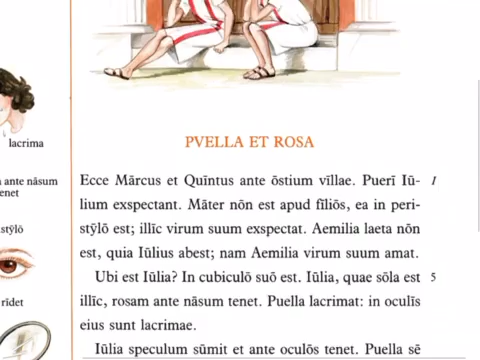 PVELLA ET ROSA
Ecce Mārcus et Quīntus ante ōstium vīllae. Puerī Iū- 1
lium exspectant. Māter nōn est apud fīliōs, ea in peri-
stȳlō est; illīc virum suum exspectat. Aemilia laeta nōn
est, quia Iūlius abest; nam Aemilia virum suum amat.
Ubi est Iūlia? In cubiculō suō est. Iūlia, quae sōla est 5
illīc, rosam ante nāsum tenet. Puella lacrimat: in oculīs
eius sunt lacrimae.
Iūlia speculum sūmit et ante oculōs tenet. Puella sē
lacrima
ante nāsum
enet
stȳlō
rīdet